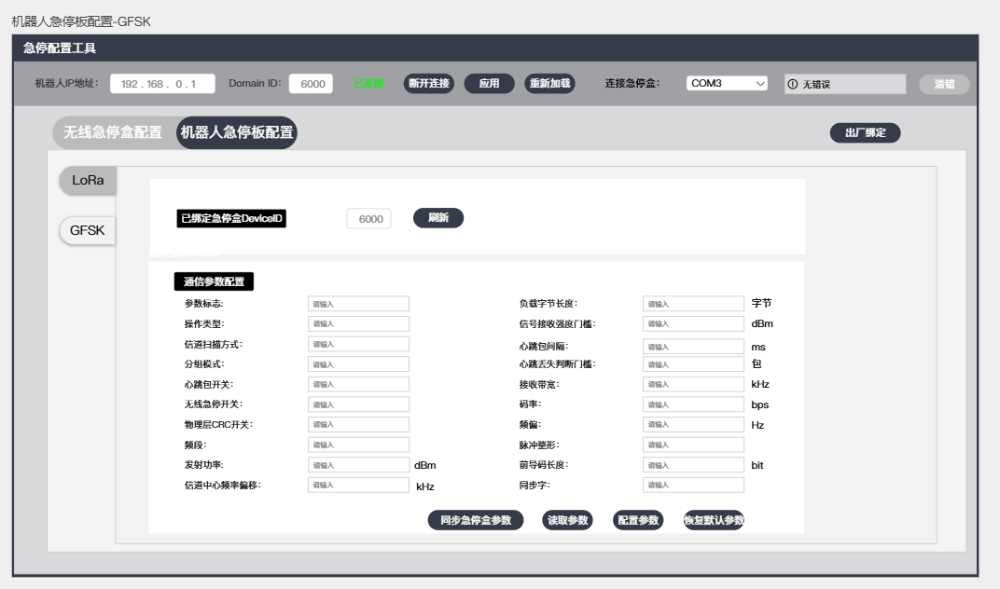 机器人急停板配置-GFSK
急停配置工具
机器人IP地址: 192 . 168 . 0 . 1 Domain ID: 6000 已连接 断开连接 应用 重新加载 连接急停盒: COM3 无错误 清错
无线急停盒配置 机器人急停板配置 出厂绑定
LoRa
GFSK
已绑定急停盒DeviceID 6000 刷新
通信参数配置
参数标志: 请输入 负载字节长度: 请输入 字节
操作类型: 请输入 信号接收强度门槛: 请输入 dBm
信道扫描方式: 请输入 心跳包间隔: 请输入 ms
分组模式: 请输入 心跳丢失判断门槛: 请输入 包
心跳包开关: 请输入 接收带宽: 请输入 kHz
无线急停开关: 请输入 码率: 请输入 bps
物理层CRC开关: 请输入 频偏: 请输入 Hz
频段: 请输入 脉冲整形: 请输入
发射功率: 请输入 dBm 前导码长度: 请输入 bit
信道中心频率偏移: 请输入 kHz 同步字: 请输入
同步急停盒参数 读取参数 配置参数 恢复默认参数